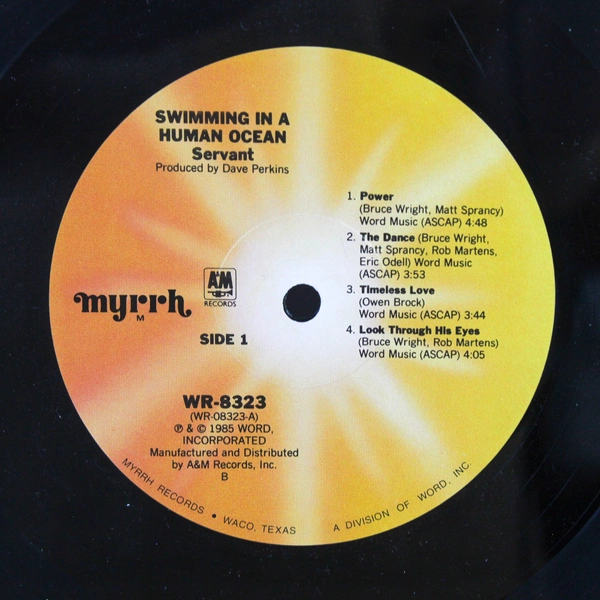 SWIMMING IN A
HUMAN OCEAN
Servant
Produced by Dave Perkins
1. Power
(Bruce Wright, Matt Sprancy)
Word Music (ASCAP) 4:48
2. The Dance (Bruce Wright,
Matt Sprancy, Rob Martens,
Eric Odell) Word Music
(ASCAP) 3:53
3. Timeless Love
(Owen Brock)
Word Music (ASCAP) 3:44
4. Look Through His Eyes
(Bruce Wright, Rob Martens)
Word Music (ASCAP) 4:05
myrrh
M
A&M
RECORDS
SIDE 1
WR-8323
(WR-08323-A)
℗ & © 1985 WORD,
INCORPORATED
Manufactured and Distributed
by A&M Records, Inc.
B
MYRRH RECORDS • WACO, TEXAS A DIVISION OF WORD, INC.